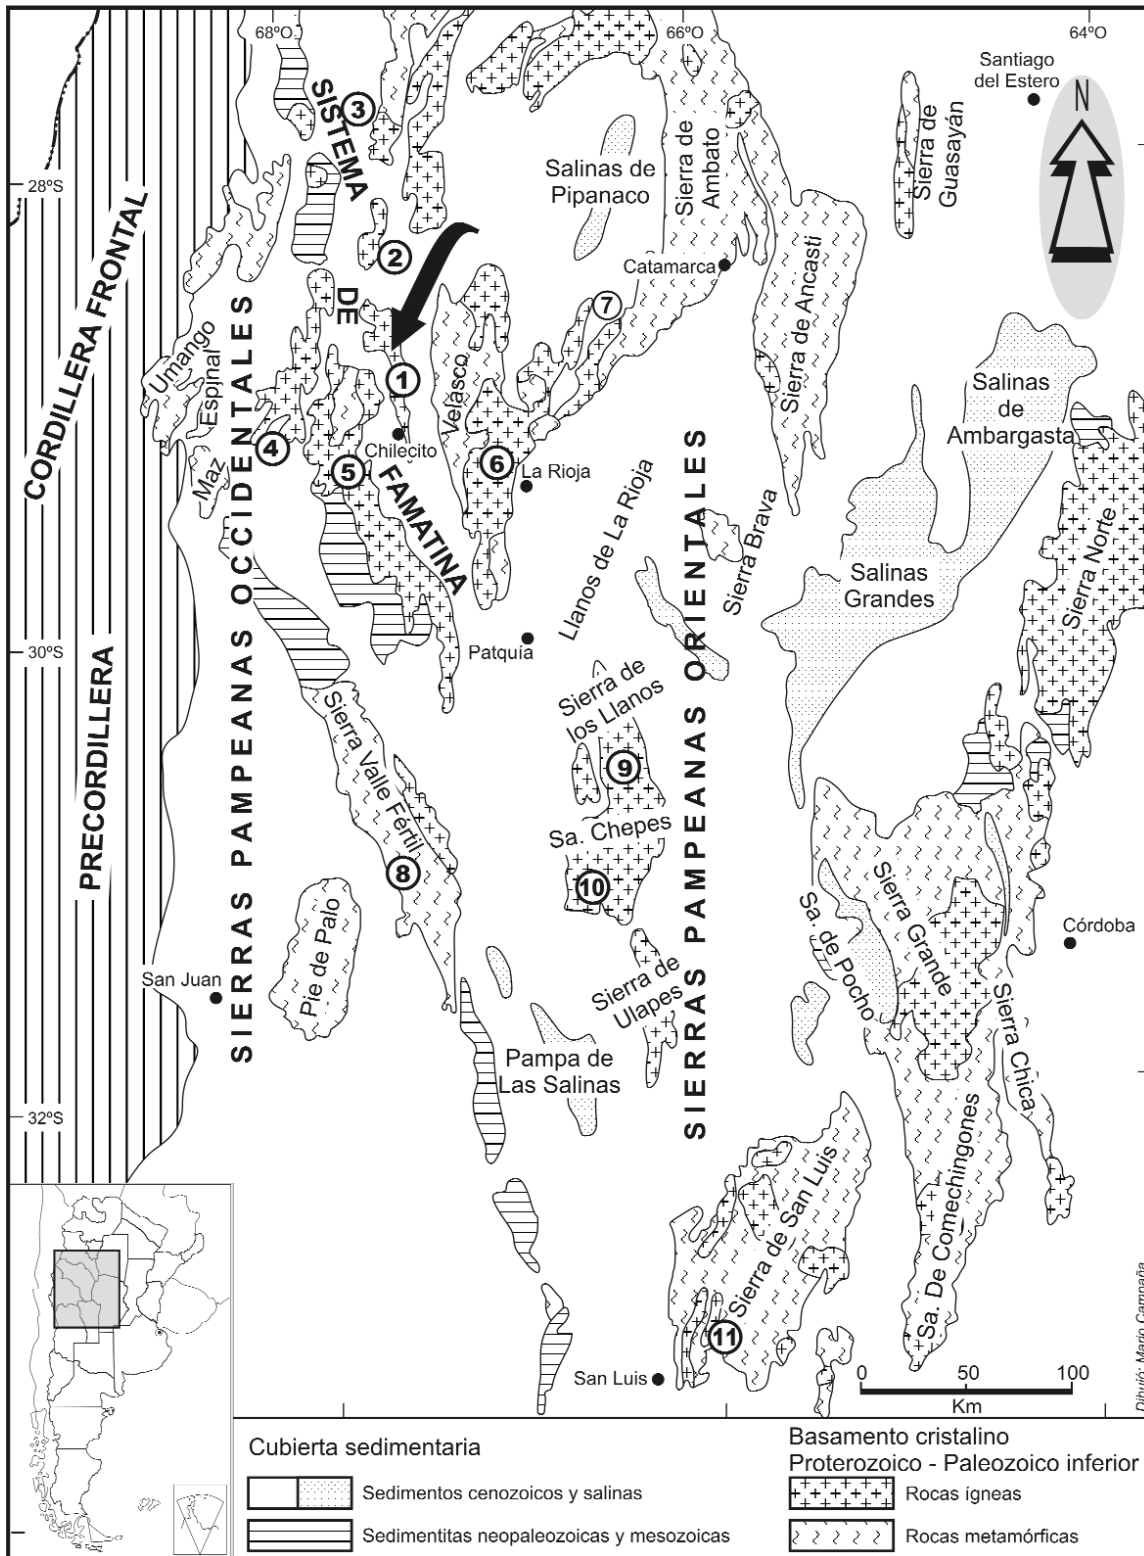 68ºO
66ºO
64ºO
Santiago
del Estero
N
SISTEMA
3
Sierra de
Guasayán
Salinas de
Pipanaco
Sierra de
Ambato
28ºS
CORDILLERA FRONTAL
2
Catamarca
Sierra de Ancasti
DE
7
Umango
Espinal
Velasco
1
Salinas
de
Ambargasta
Chilecito
4
Maz
5
6
La Rioja
FAMATINA
Llanos de La Rioja
Sierra Brava
Salinas
Grandes
Sierra Norte
SIERRAS PAMPEANAS OCCIDENTALES
SIERRAS PAMPEANAS ORIENTALES
30ºS
Patquía
PRECORDILLERA
Sierra de
los Llanos
Sierra Valle Fértil
9
Sa. Chepes
8
10
Sa. de Pocho
Sierra Grande
Córdoba
San Juan
Pie de Palo
Sierra de
Ulapes
Sierra Chica
Pampa de
Las Salinas
32ºS
Sierra de San Luis
Sa. De Comechingones
11
San Luis
0
50
100
Km
Dibujó: Mario Campaña
Cubierta sedimentaria
Sedimentos cenozoicos y salinas
Sedimentitas neopaleozoicas y mesozoicas
Basamento cristalino
Proterozoico - Paleozoico inferior
Rocas ígneas
Rocas metamórficas